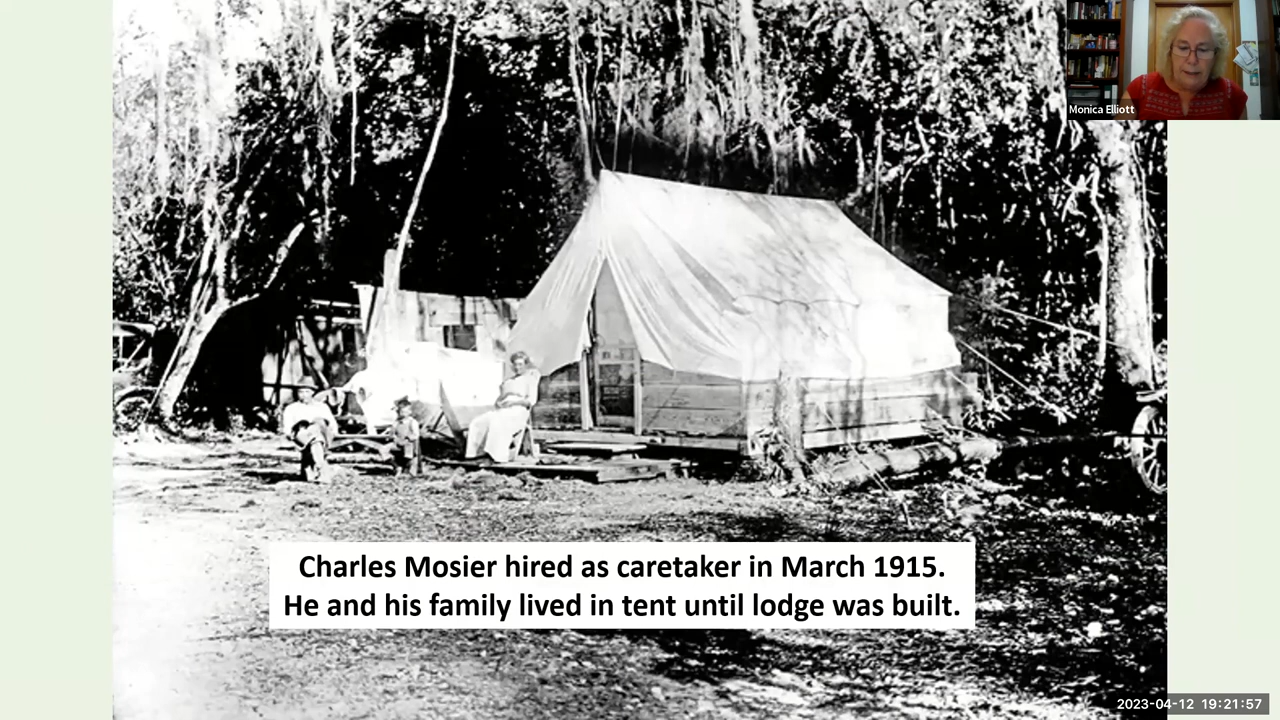 Monica Elliott
Charles Mosier hired as caretaker in March 1915.
He and his family lived in tent until lodge was built.
2023-04-12 19:21:57